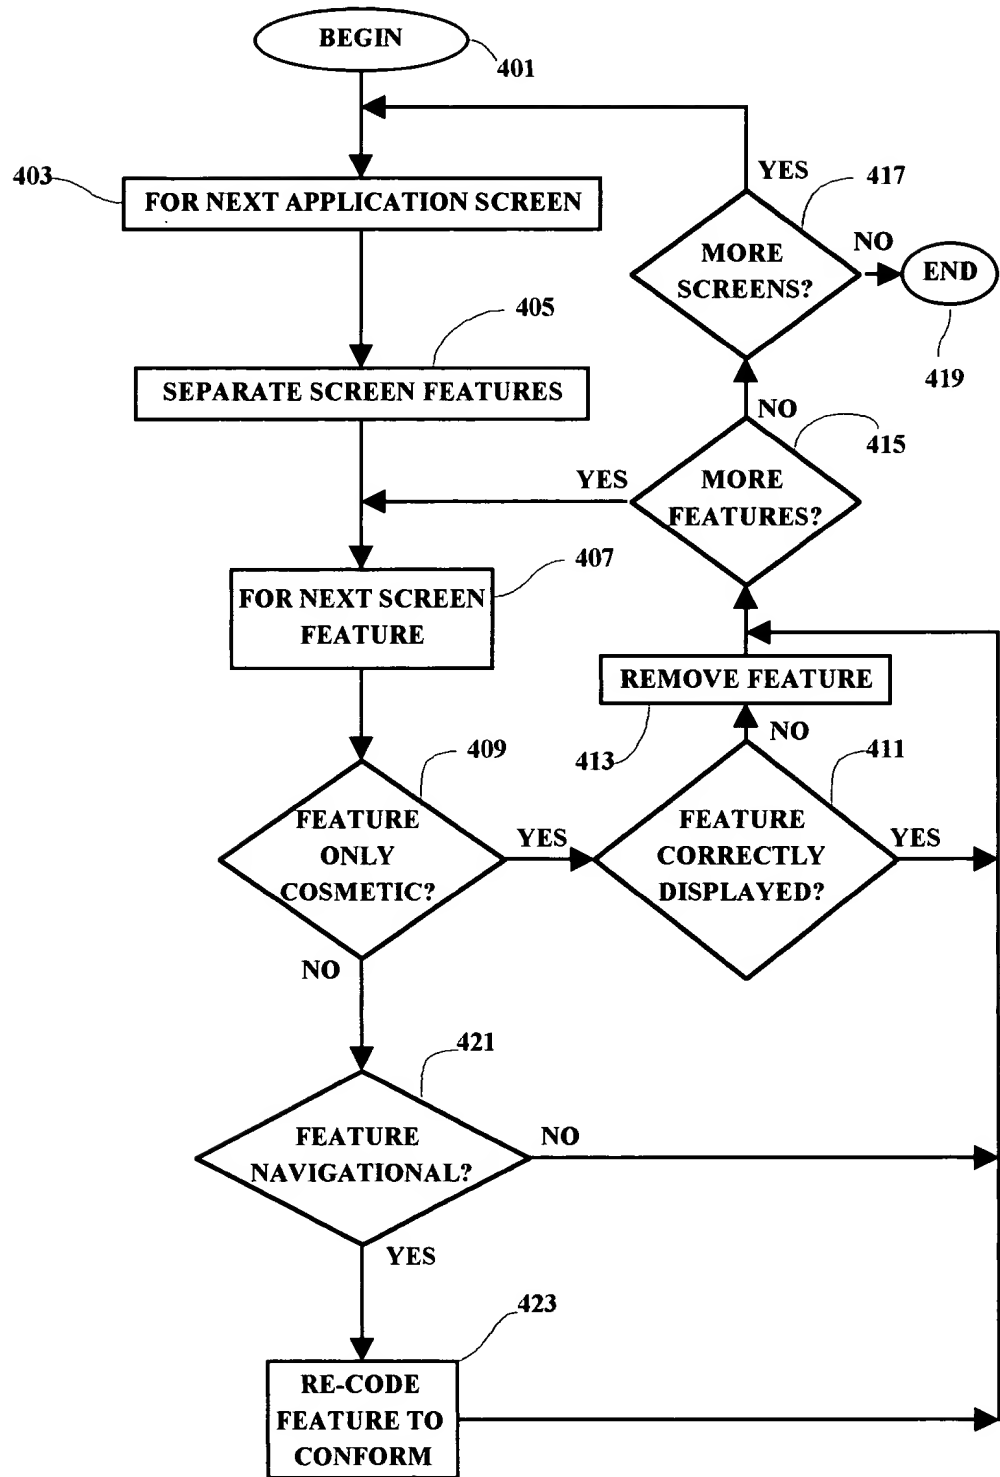 BEGIN
401
403
FOR NEXT APPLICATION SCREEN
YES
417
MORE
SCREENS?
NO
END
419
405
SEPARATE SCREEN FEATURES
NO
415
YES
MORE
FEATURES?
407
FOR NEXT SCREEN
FEATURE
REMOVE FEATURE
413
NO
411
409
FEATURE
ONLY
COSMETIC?
YES
FEATURE
CORRECTLY
DISPLAYED?
YES
NO
421
FEATURE
NAVIGATIONAL?
NO
YES
423
RE-CODE
FEATURE TO
CONFORM